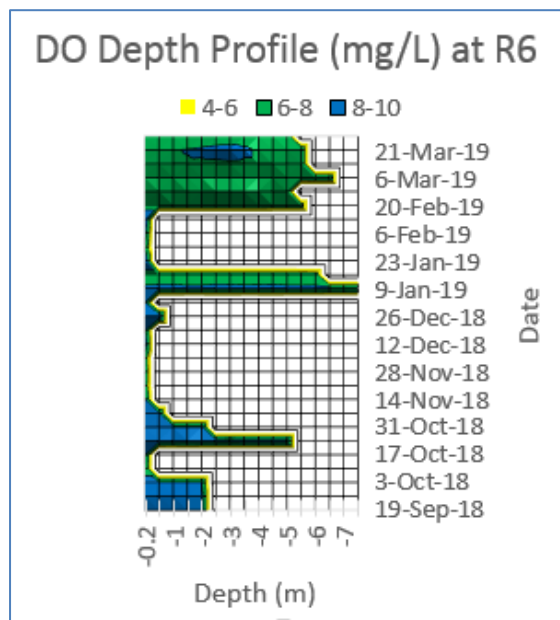 DO Depth Profile (mg/L) at R6
4-6 6-8 8-10
21-Mar-19
6-Mar-19
20-Feb-19
6-Feb-19
23-Jan-19
9-Jan-19
26-Dec-18
12-Dec-18
28-Nov-18
14-Nov-18
31-Oct-18
17-Oct-18
3-Oct-18
19-Sep-18
Date
-0.2 -1 -2 -3 -4 -5 -6 -7
Depth (m)